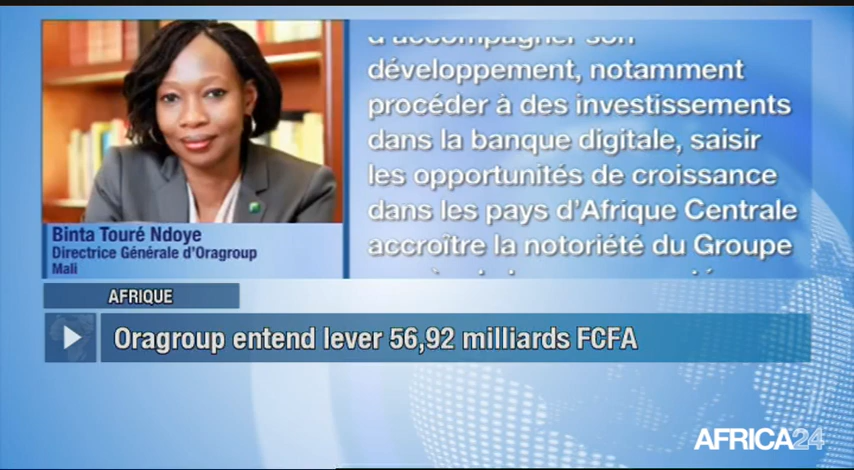 d'accompagner son
développement, notamment
procéder à des investissements
dans la banque digitale, saisir
les opportunités de croissance
dans les pays d'Afrique Centrale
accroître la notoriété du Groupe
Binta Touré Ndoye
Directrice Générale d'Oragroup
Mali
AFRIQUE
Oragroup entend lever 56,92 milliards FCFA
AFRICA24